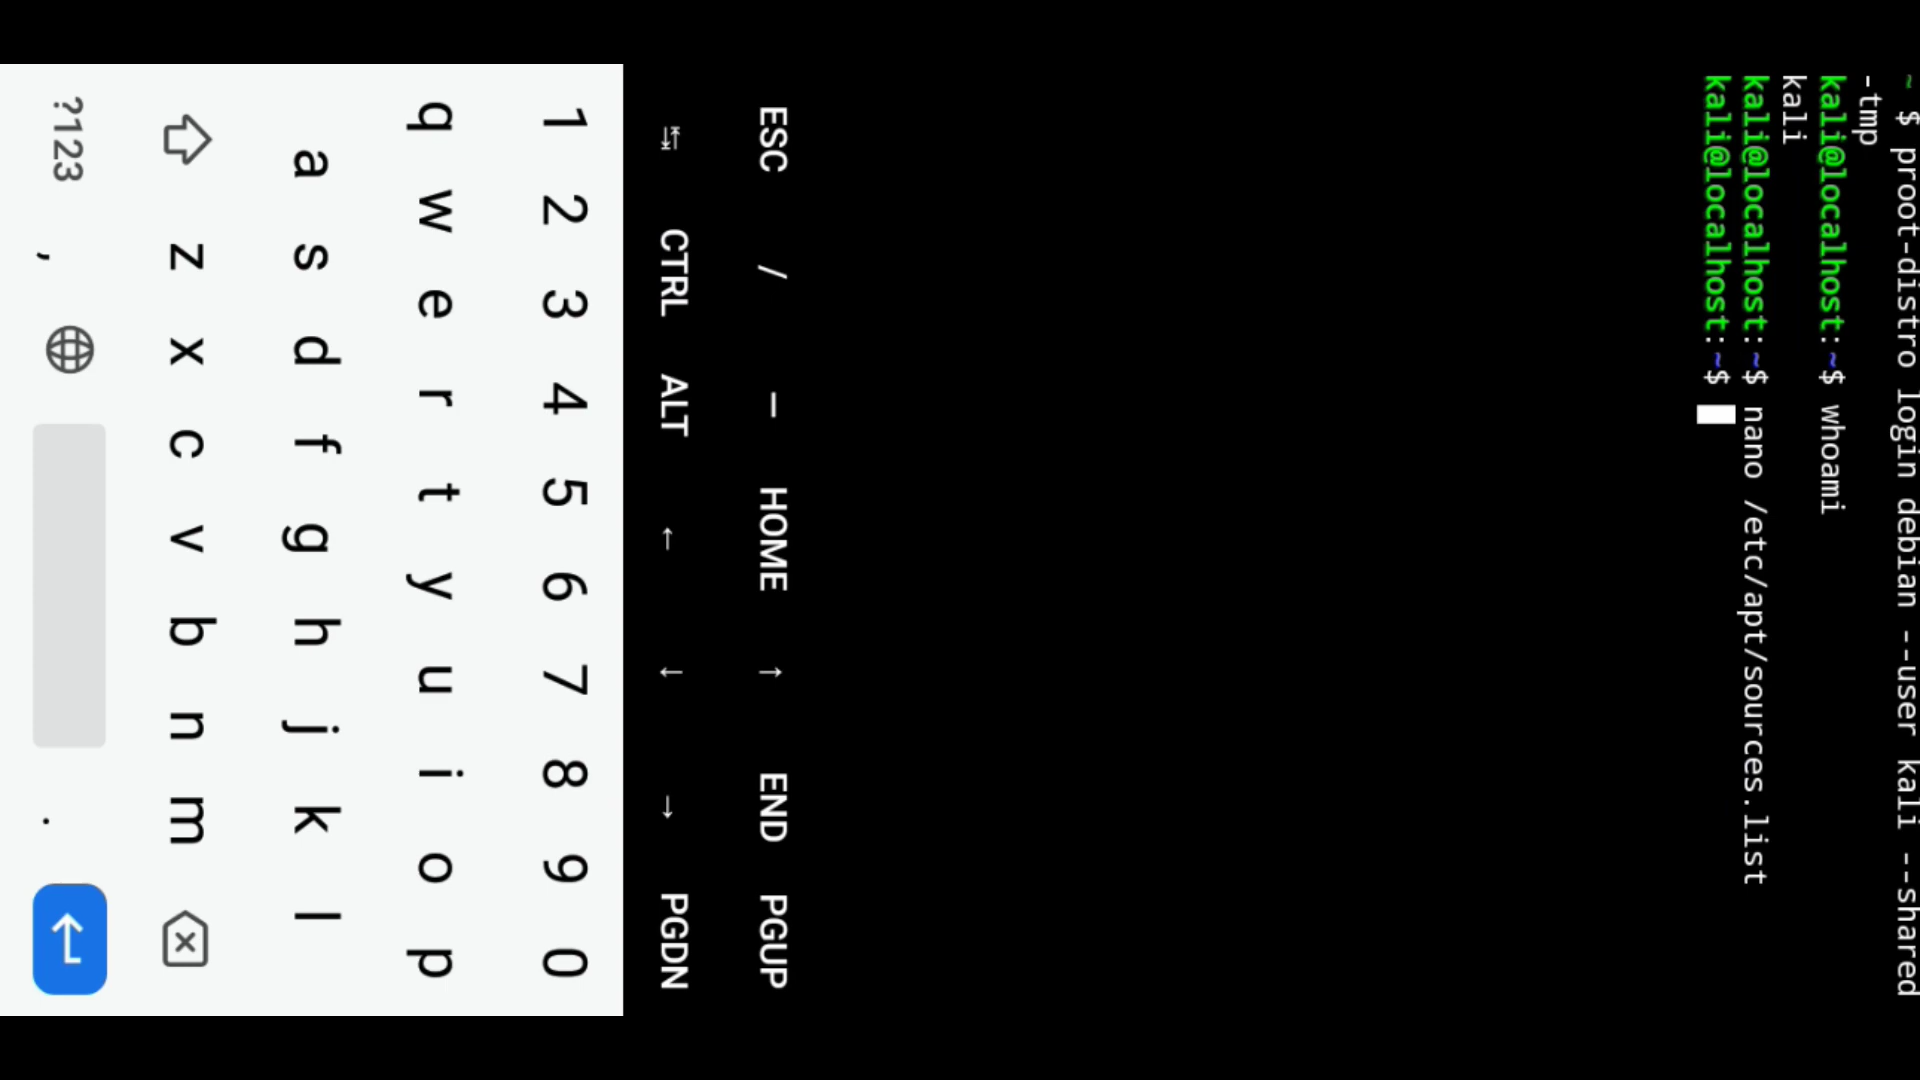 ~ $ proot-distro login debian --user kali --shared
-tmp
kali@localhost:~$ whoami
kali
kali@localhost:~$ nano /etc/apt/sources.list
kali@localhost:~$
ESC / — HOME ↑ END PGUP
↹ CTRL ALT ← ↓ → PGDN
1 2 3 4 5 6 7 8 9 0
q w e r t y u i o p
a s d f g h j k l
z x c v b n m
?123 , .